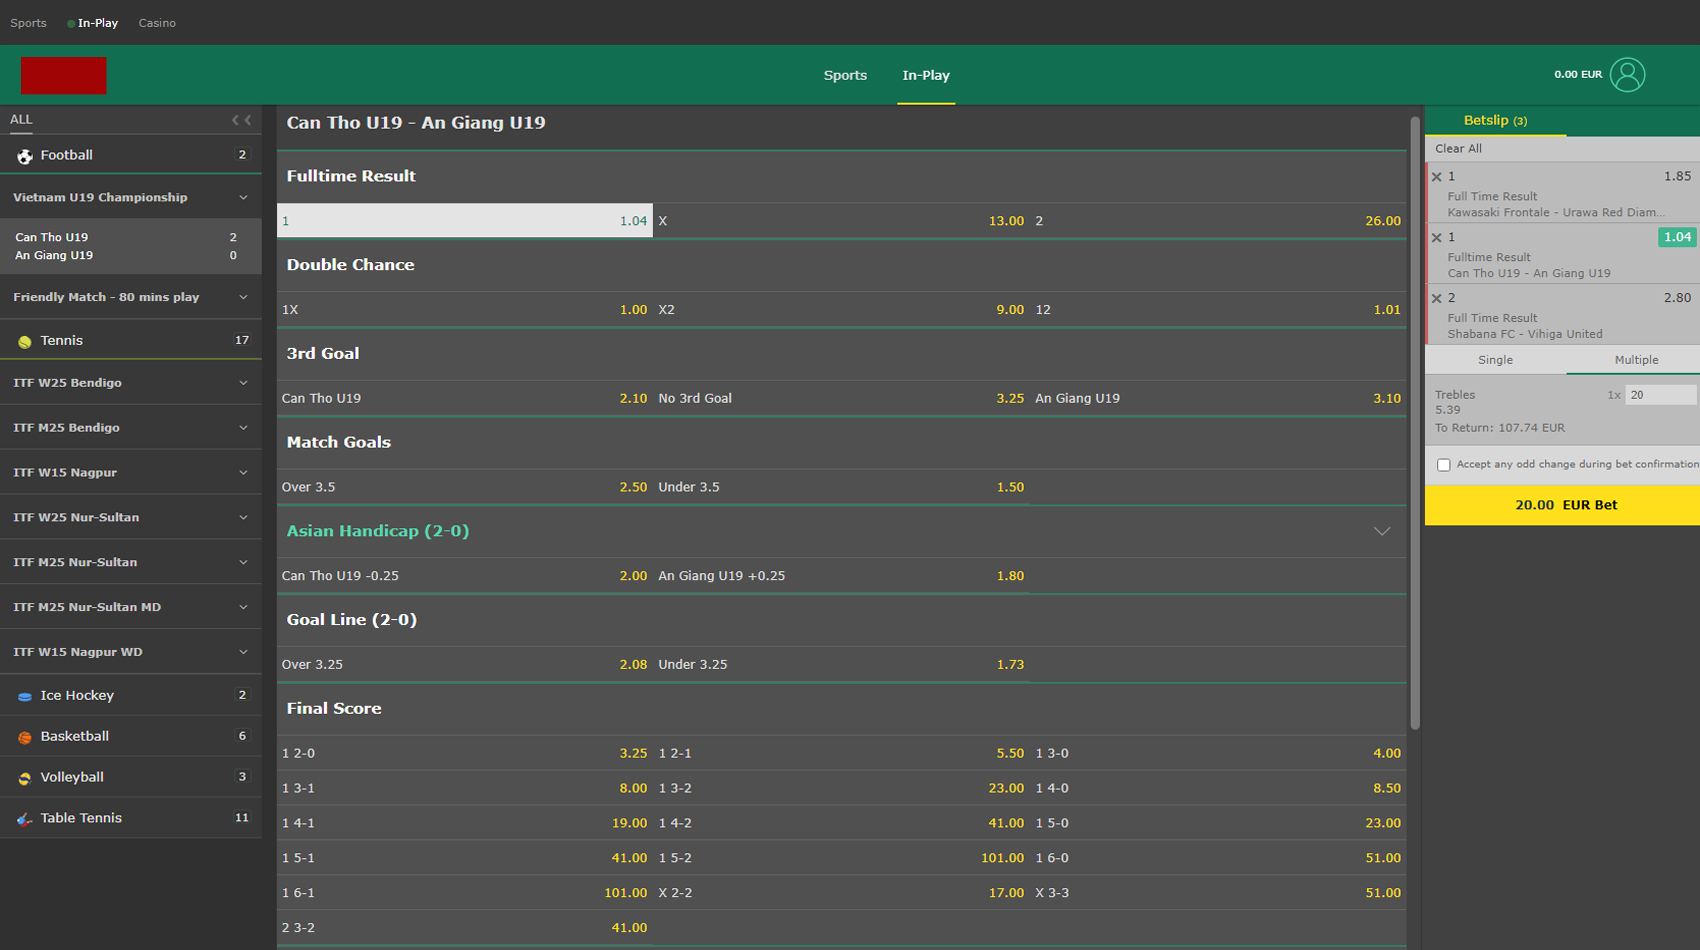 Sports In-Play Casino
Sports In-Play
0.00 EUR
ALL
Football 2
Vietnam U19 Championship
Can Tho U19 2
An Giang U19 0
Friendly Match - 80 mins play
Tennis 17
ITF W25 Bendigo
ITF M25 Bendigo
ITF W15 Nagpur
ITF W25 Nur-Sultan
ITF M25 Nur-Sultan
ITF M25 Nur-Sultan MD
ITF W15 Nagpur WD
Ice Hockey 2
Basketball 6
Volleyball 3
Table Tennis 11
Can Tho U19 - An Giang U19
Fulltime Result
1 1.04 X 13.00 2 26.00
Double Chance
1X 1.00 X2 9.00 12 1.01
3rd Goal
Can Tho U19 2.10 No 3rd Goal 3.25 An Giang U19 3.10
Match Goals
Over 3.5 2.50 Under 3.5 1.50
Asian Handicap (2-0)
Can Tho U19 -0.25 2.00 An Giang U19 +0.25 1.80
Goal Line (2-0)
Over 3.25 2.08 Under 3.25 1.73
Final Score
1 2-0 3.25 1 2-1 5.50 1 3-0 4.00
1 3-1 8.00 1 3-2 23.00 1 4-0 8.50
1 4-1 19.00 1 4-2 41.00 1 5-0 23.00
1 5-1 41.00 1 5-2 101.00 1 6-0 51.00
1 6-1 101.00 X 2-2 17.00 X 3-3 51.00
2 3-2 41.00
Betslip (3)
Clear All
1 1.85
Full Time Result
Kawasaki Frontale - Urawa Red Diam...
1 1.04
Fulltime Result
Can Tho U19 - An Giang U19
2 2.80
Full Time Result
Shabana FC - Vihiga United
Single Multiple
Trebles 1x 20
5.39
To Return: 107.74 EUR
Accept any odd change during bet confirmation
20.00 EUR Bet